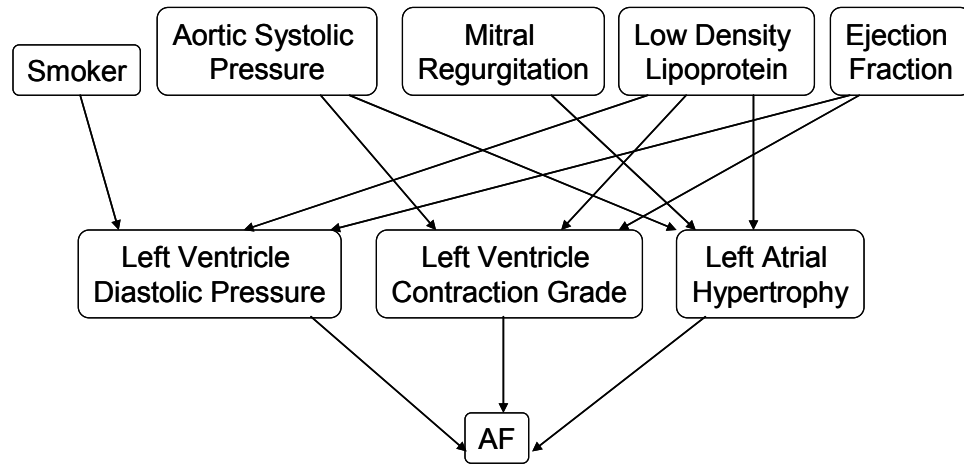 Smoker
Aortic Systolic
Pressure
Mitral
Regurgitation
Low Density
Lipoprotein
Ejection
Fraction
Left Ventricle
Diastolic Pressure
Left Ventricle
Contraction Grade
Left Atrial
Hypertrophy
AF